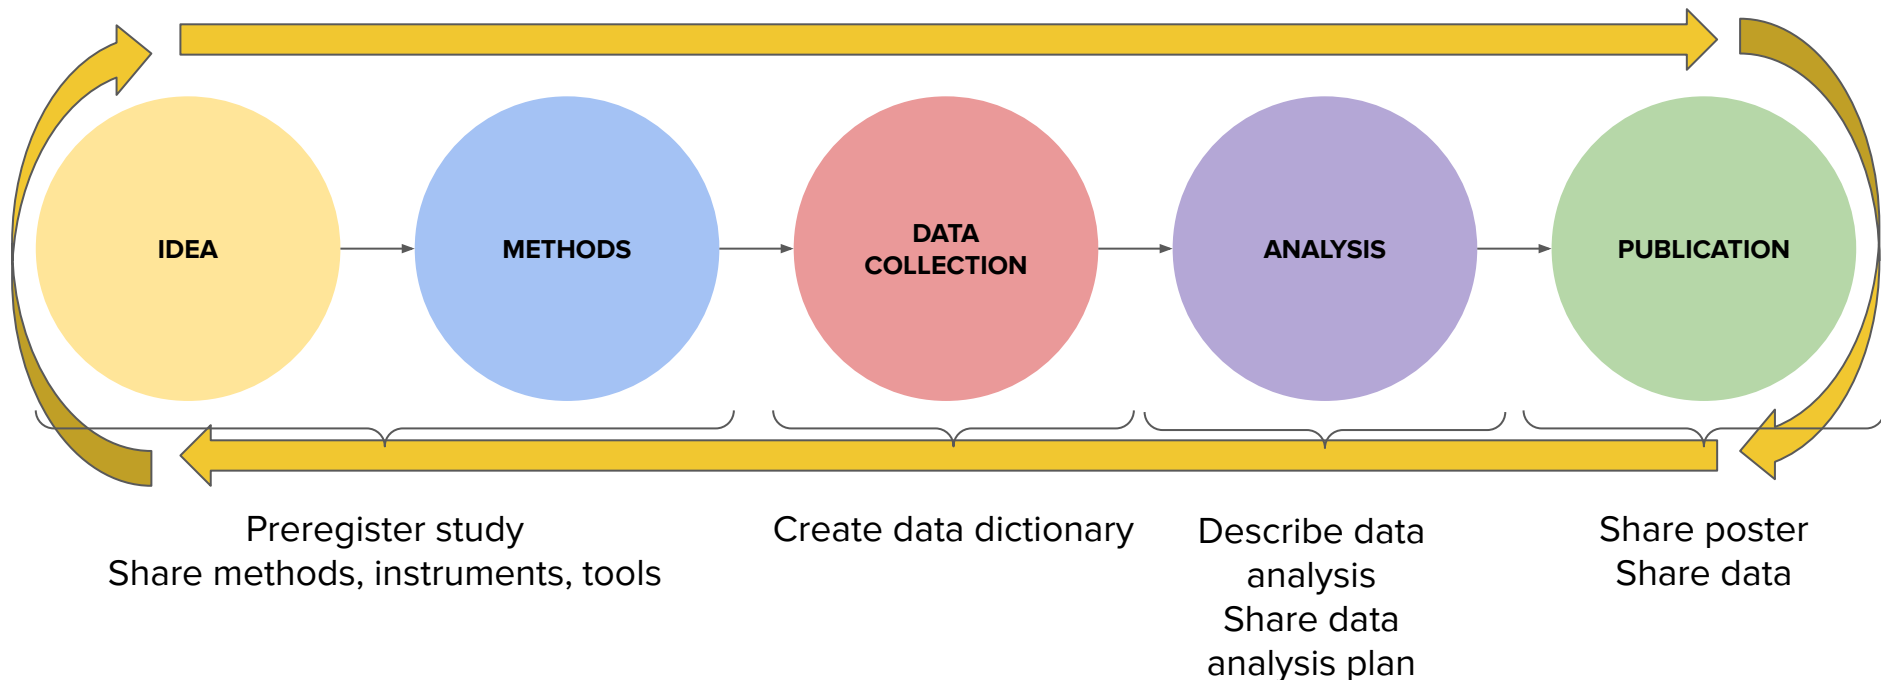 IDEA
METHODS
DATA
COLLECTION
ANALYSIS
PUBLICATION
Preregister study
Share methods, instruments, tools
Create data dictionary
Describe data
analysis
Share data
analysis plan
Share poster
Share data